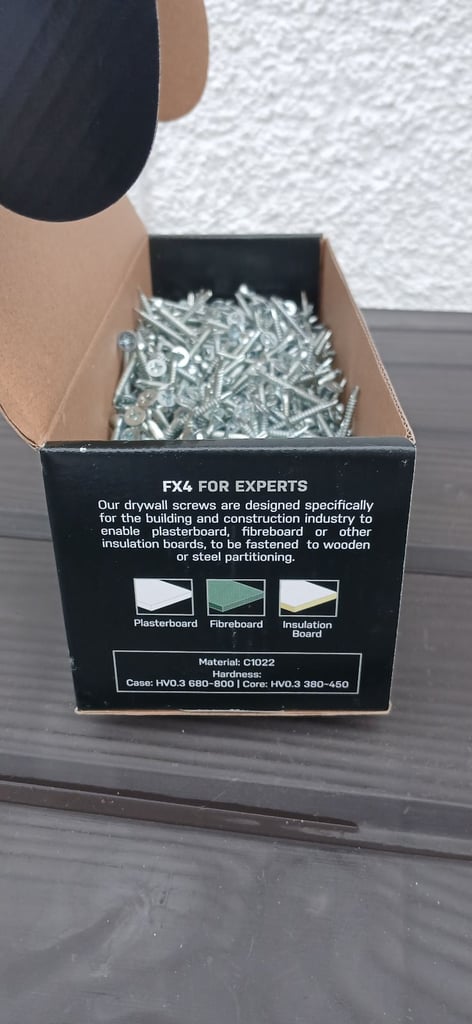 FX4 FOR EXPERTS
Our drywall screws are designed specifically
for the building and construction industry to
enable plasterboard, fibreboard or other
insulation boards, to be fastened to wooden
or steel partitioning.
Plasterboard Fibreboard Insulation
Board
Material: C1022
Hardness:
Case: HV0.3 680-800 | Core: HV0.3 380-450